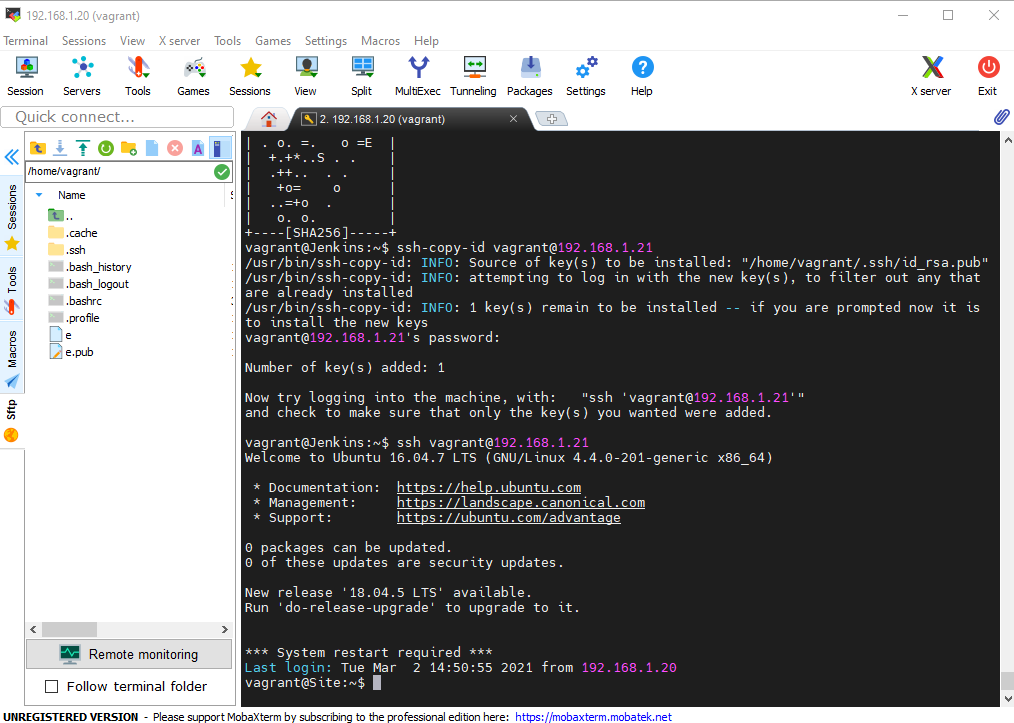 192.168.1.20 (vagrant)
Terminal Sessions View X server Tools Games Settings Macros Help
Session Servers Tools Games Sessions View Split MultiExec Tunneling Packages Settings Help X server Exit
Quick connect...
2. 192.168.1.20 (vagrant)
/home/vagrant/
Name
..
.cache
.ssh
.bash_history
.bash_logout
.bashrc
.profile
e
e.pub
Sessions
Tools
Macros
Sftp
Remote monitoring
Follow terminal folder
| . o. =.   o =E  |
|  +.+*..S . .    |
|  .++..  . .     |
|   +o=    o      |
|  ..=+o  .       |
|   o. o.         |
+----[SHA256]-----+
vagrant@Jenkins:~$ ssh-copy-id vagrant@192.168.1.21
/usr/bin/ssh-copy-id: INFO: Source of key(s) to be installed: "/home/vagrant/.ssh/id_rsa.pub"
/usr/bin/ssh-copy-id: INFO: attempting to log in with the new key(s), to filter out any that
are already installed
/usr/bin/ssh-copy-id: INFO: 1 key(s) remain to be installed -- if you are prompted now it is
to install the new keys
vagrant@192.168.1.21's password:
Number of key(s) added: 1
Now try logging into the machine, with:   "ssh 'vagrant@192.168.1.21'"
and check to make sure that only the key(s) you wanted were added.
vagrant@Jenkins:~$ ssh vagrant@192.168.1.21
Welcome to Ubuntu 16.04.7 LTS (GNU/Linux 4.4.0-201-generic x86_64)
 * Documentation:  https://help.ubuntu.com
 * Management:     https://landscape.canonical.com
 * Support:        https://ubuntu.com/advantage
0 packages can be updated.
0 of these updates are security updates.
New release '18.04.5 LTS' available.
Run 'do-release-upgrade' to upgrade to it.
*** System restart required ***
Last login: Tue Mar  2 14:50:55 2021 from 192.168.1.20
vagrant@Site:~$
UNREGISTERED VERSION - Please support MobaXterm by subscribing to the professional edition here: https://mobaxterm.mobatek.net